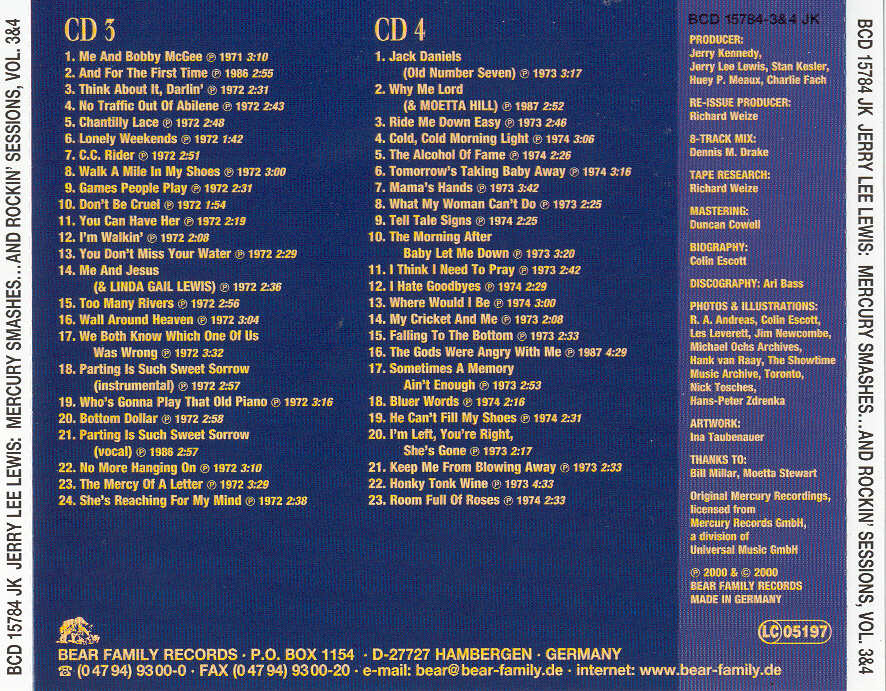 BCD 15784 JK JERRY LEE LEWIS: MERCURY SMASHES...AND ROCKIN' SESSIONS, VOL. 3&4
CD 3
1. Me And Bobby McGee ℗ 1971 3:10
2. And For The First Time ℗ 1986 2:55
3. Think About It, Darlin' ℗ 1972 2:31
4. No Traffic Out Of Abilene ℗ 1972 2:43
5. Chantilly Lace ℗ 1972 2:48
6. Lonely Weekends ℗ 1972 1:42
7. C.C. Rider ℗ 1972 2:51
8. Walk A Mile In My Shoes ℗ 1972 3:00
9. Games People Play ℗ 1972 2:31
10. Don't Be Cruel ℗ 1972 1:54
11. You Can Have Her ℗ 1972 2:19
12. I'm Walkin' ℗ 1972 2:08
13. You Don't Miss Your Water ℗ 1972 2:29
14. Me And Jesus
(& LINDA GAIL LEWIS) ℗ 1972 2:36
15. Too Many Rivers ℗ 1972 2:56
16. Wall Around Heaven ℗ 1972 3:04
17. We Both Know Which One Of Us
Was Wrong ℗ 1972 3:32
18. Parting Is Such Sweet Sorrow
(instrumental) ℗ 1972 2:57
19. Who's Gonna Play That Old Piano ℗ 1972 3:16
20. Bottom Dollar ℗ 1972 2:58
21. Parting Is Such Sweet Sorrow
(vocal) ℗ 1986 2:57
22. No More Hanging On ℗ 1972 3:10
23. The Mercy Of A Letter ℗ 1972 3:29
24. She's Reaching For My Mind ℗ 1972 2:38
CD 4
1. Jack Daniels
(Old Number Seven) ℗ 1973 3:17
2. Why Me Lord
(& MOETTA HILL) ℗ 1987 2:52
3. Ride Me Down Easy ℗ 1973 2:46
4. Cold, Cold Morning Light ℗ 1974 3:06
5. The Alcohol Of Fame ℗ 1974 2:26
6. Tomorrow's Taking Baby Away ℗ 1974 3:16
7. Mama's Hands ℗ 1973 3:42
8. What My Woman Can't Do ℗ 1973 2:25
9. Tell Tale Signs ℗ 1974 2:25
10. The Morning After
Baby Let Me Down ℗ 1973 3:20
11. I Think I Need To Pray ℗ 1973 2:42
12. I Hate Goodbyes ℗ 1974 2:29
13. Where Would I Be ℗ 1974 3:00
14. My Cricket And Me ℗ 1973 2:08
15. Falling To The Bottom ℗ 1973 2:33
16. The Gods Were Angry With Me ℗ 1987 4:29
17. Sometimes A Memory
Ain't Enough ℗ 1973 2:53
18. Bluer Words ℗ 1974 2:16
19. He Can't Fill My Shoes ℗ 1974 2:31
20. I'm Left, You're Right,
She's Gone ℗ 1973 2:17
21. Keep Me From Blowing Away ℗ 1973 2:33
22. Honky Tonk Wine ℗ 1973 4:33
23. Room Full Of Roses ℗ 1974 2:33
BCD 15784-3&4 JK
PRODUCER:
Jerry Kennedy,
Jerry Lee Lewis, Stan Kesler,
Huey P. Meaux, Charlie Fach
RE-ISSUE PRODUCER:
Richard Weize
8-TRACK MIX:
Dennis M. Drake
TAPE RESEARCH:
Richard Weize
MASTERING:
Duncan Cowell
BIOGRAPHY:
Colin Escott
DISCOGRAPHY: Ari Bass
PHOTOS & ILLUSTRATIONS:
R. A. Andreas, Colin Escott,
Les Leverett, Jim Newcombe,
Michael Ochs Archives,
Hank van Raay, The Showtime
Music Archive, Toronto,
Nick Tosches,
Hans-Peter Zdrenka
ARTWORK:
Ina Taubenauer
THANKS TO:
Bill Millar, Moetta Stewart
Original Mercury Recordings,
licensed from
Mercury Records GmbH,
a division of
Universal Music GmbH
℗ 2000 & © 2000
BEAR FAMILY RECORDS
MADE IN GERMANY
LC 05197
BEAR FAMILY RECORDS · P.O. BOX 1154 · D-27727 HAMBERGEN · GERMANY
☎ (0 47 94) 93 00-0 · FAX (0 47 94) 93 00-20 · e-mail: bear@bear-family.de · internet: www.bear-family.de
BCD 15784 JK JERRY LEE LEWIS: MERCURY SMASHES...AND ROCKIN' SESSIONS, VOL. 3&4